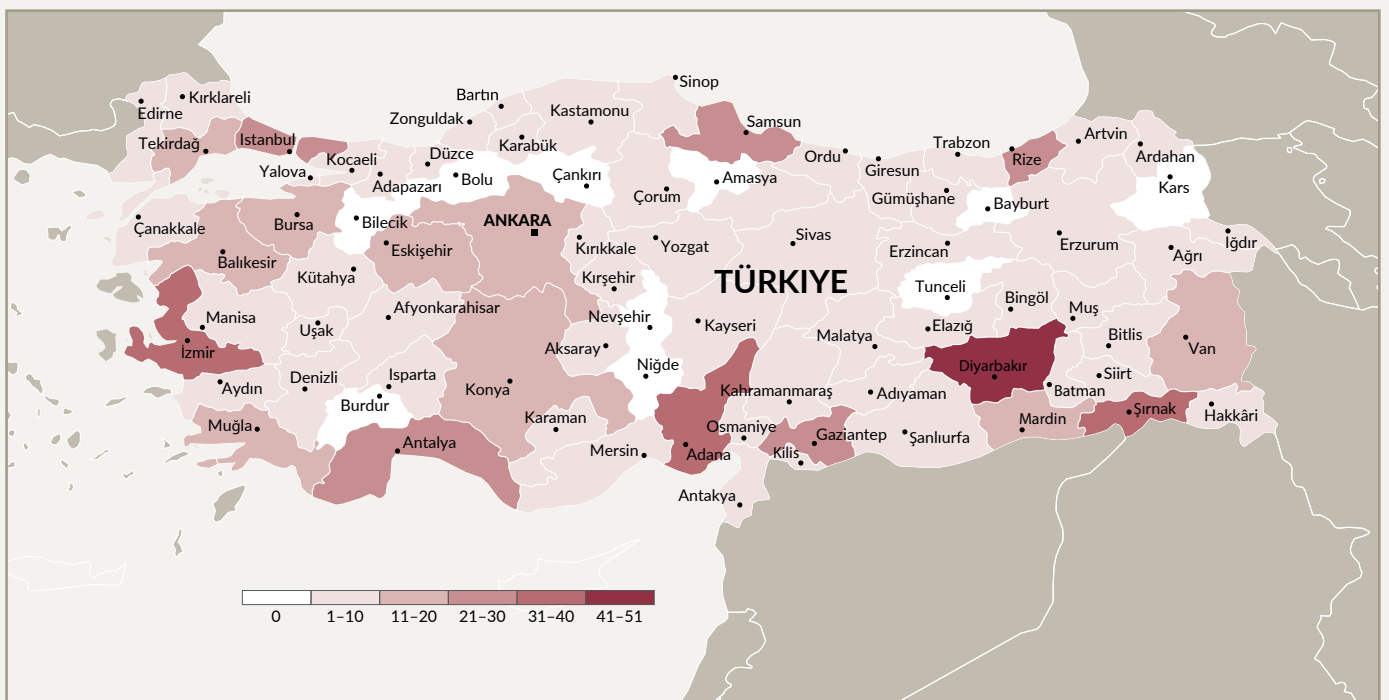 Sinop
Bartın
Kırklareli
Edirne
Kastamonu
Zonguldak
Samsun
Tekirdağ
Istanbul
Karabük
Düzce
Kocaeli
Ordu
Trabzon
Artvin
Rize
Ardahan
Yalova
Adapazarı
Bolu
Çankırı
Amasya
Giresun
Kars
Çorum
Gümüşhane
Bayburt
Çanakkale
Bursa
Bilecik
ANKARA
Sivas
Eskişehir
Kırıkkale
Yozgat
Erzincan
Erzurum
Iğdır
Balıkesir
Ağrı
Kütahya
Kırşehir
TÜRKIYE
Tunceli
Bingöl
Afyonkarahisar
Muş
Manisa
Nevşehir
Uşak
Kayseri
Malatya
Elazığ
Bitlis
İzmir
Aksaray
Van
Niğde
Diyarbakır
Siirt
Denizli
Isparta
Aydın
Konya
Kahramanmaraş
Adıyaman
Batman
Burdur
Şırnak
Hakkâri
Karaman
Mardin
Muğla
Osmaniye
Gaziantep
Şanlıurfa
Antalya
Mersin
Adana
Kilis
Antakya
0
1–10
11–20
21–30
31–40
41–51